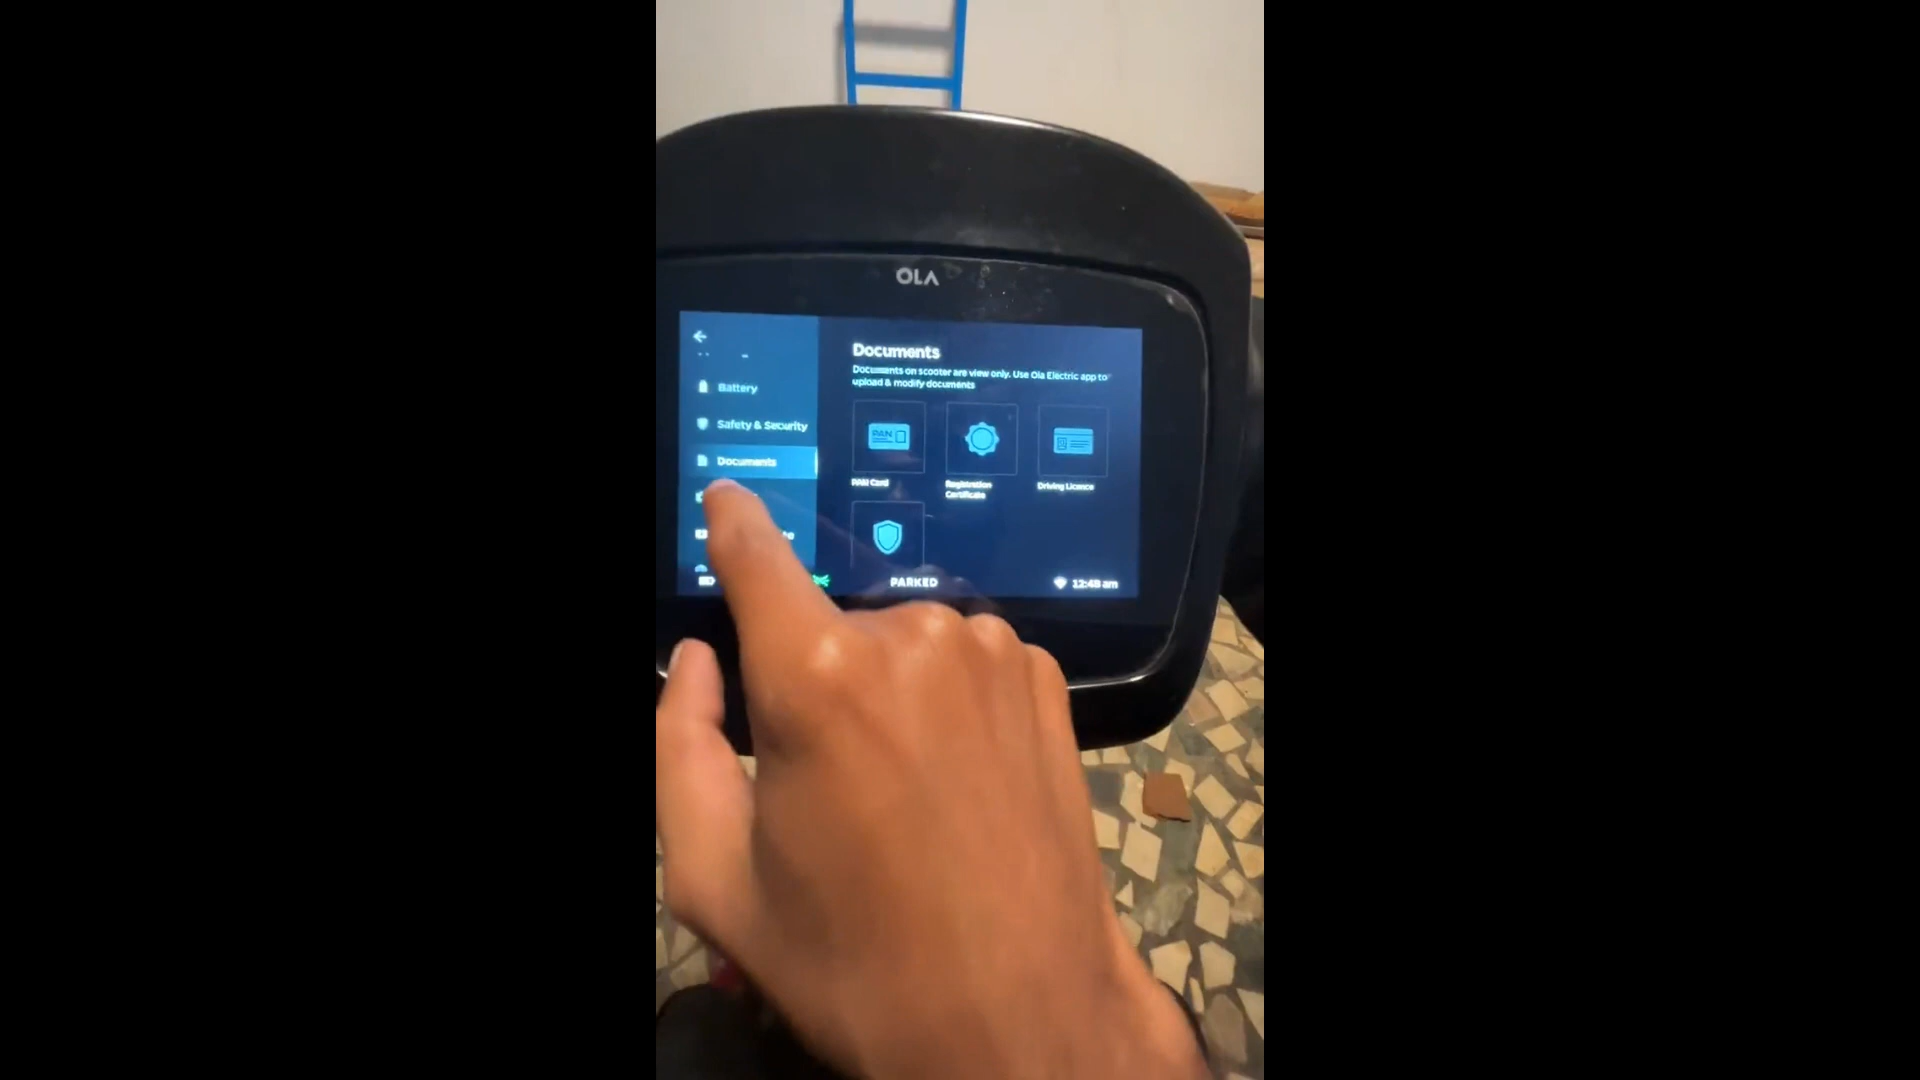 OLA
Battery
Safety & Security
Documents
Documents
Documents on scooter are view only. Use Ola Electric app to
upload & modify documents
PAN
PAN Card
Registration
Certificate
Driving Licence
PARKED
12:48 am